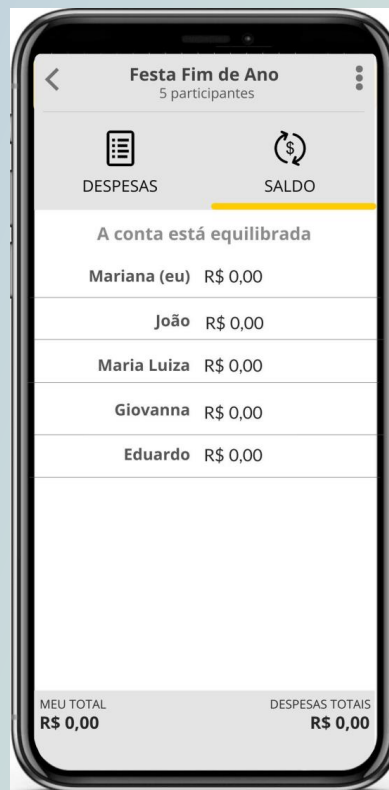 Festa Fim de Ano
5 participantes
DESPESAS
SALDO
A conta está equilibrada
Mariana (eu) R$ 0,00
João R$ 0,00
Maria Luiza R$ 0,00
Giovanna R$ 0,00
Eduardo R$ 0,00
MEU TOTAL
R$ 0,00
DESPESAS TOTAIS
R$ 0,00